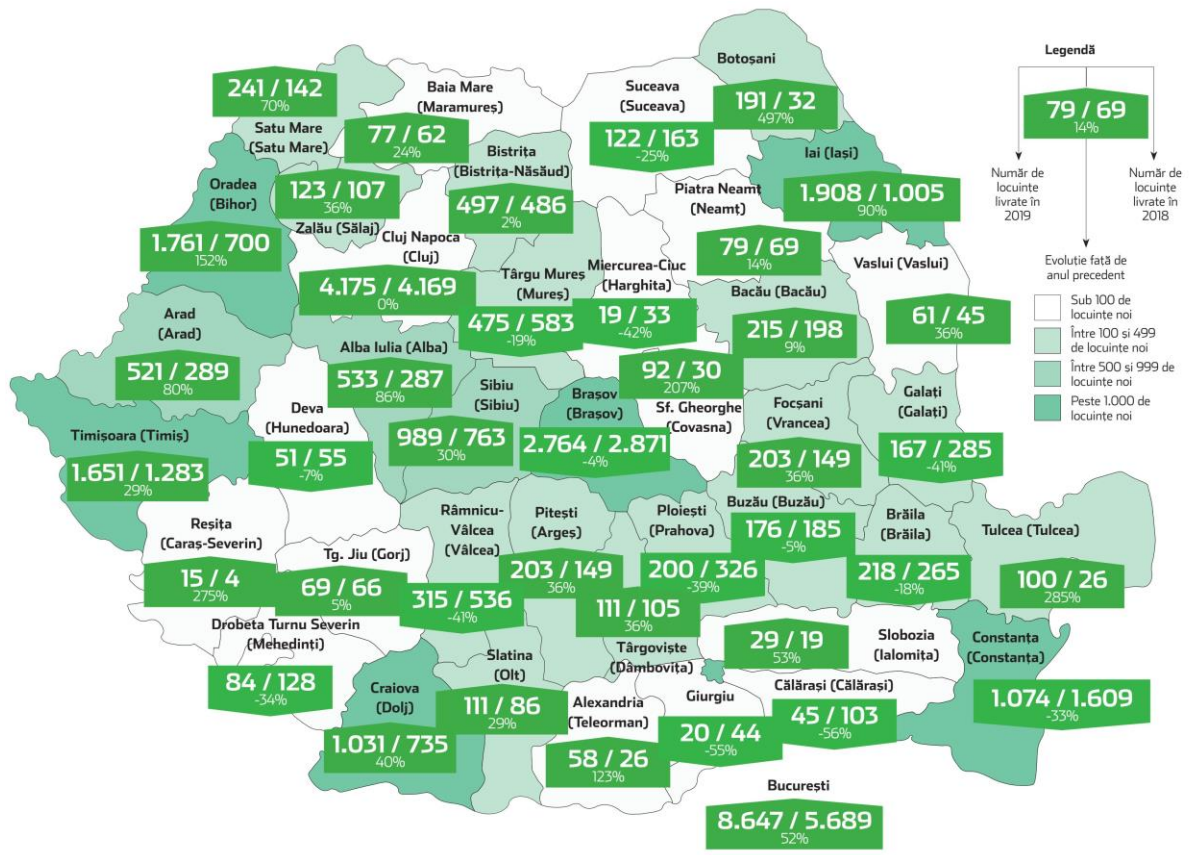 Legendă
79 / 69
14%
Număr de
locuințe
livrate în
2019
Număr de
locuințe
livrate în
2018
Evoluție față de
anul precedent
Sub 100 de
locuințe noi
Între 100 și 499
de locuințe noi
Între 500 și 999 de
locuințe noi
Peste 1.000 de
locuințe noi
241 / 142
70%
Satu Mare
(Satu Mare)
Baia Mare
(Maramureș)
77 / 62
24%
Suceava
(Suceava)
122 / 163
-25%
Botoșani
191 / 32
497%
Iai (Iași)
1.908 / 1.005
90%
Oradea
(Bihor)
1.761 / 700
152%
123 / 107
36%
Zalău (Sălaj)
Bistrița
(Bistrița-Năsăud)
497 / 486
2%
Piatra Neamț
(Neamț)
79 / 69
14%
Cluj Napoca
(Cluj)
4.175 / 4.169
0%
Târgu Mureș
(Mureș)
475 / 583
-19%
Miercurea-Ciuc
(Harghita)
19 / 33
-42%
Bacău (Bacău)
215 / 198
9%
Vaslui (Vaslui)
61 / 45
36%
Arad
(Arad)
521 / 289
80%
Alba Iulia (Alba)
533 / 287
86%
Sibiu
(Sibiu)
989 / 763
30%
Brașov
(Brașov)
2.764 / 2.871
-4%
92 / 30
207%
Sf. Gheorghe
(Covasna)
Focșani
(Vrancea)
203 / 149
36%
Galați
(Galați)
167 / 285
-41%
Timișoara (Timiș)
1.651 / 1.283
29%
Deva
(Hunedoara)
51 / 55
-7%
Reșița
(Caraș-Severin)
15 / 4
275%
Tg. Jiu (Gorj)
69 / 66
5%
Râmnicu-
Vâlcea
(Vâlcea)
315 / 536
-41%
Pitești
(Argeș)
203 / 149
36%
Ploiești
(Prahova)
200 / 326
-39%
Buzău (Buzău)
176 / 185
-5%
Brăila
(Brăila)
218 / 265
-18%
Tulcea (Tulcea)
100 / 26
285%
111 / 105
36%
Târgoviște
(Dâmbovița)
Drobeta Turnu Severin
(Mehedinți)
84 / 128
-34%
Craiova
(Dolj)
1.031 / 735
40%
Slatina
(Olt)
111 / 86
29%
Alexandria
(Teleorman)
58 / 26
123%
Giurgiu
20 / 44
-55%
29 / 19
53%
Slobozia
(Ialomița)
Călărași (Călărași)
45 / 103
-56%
Constanța
(Constanța)
1.074 / 1.609
-33%
București
8.647 / 5.689
52%